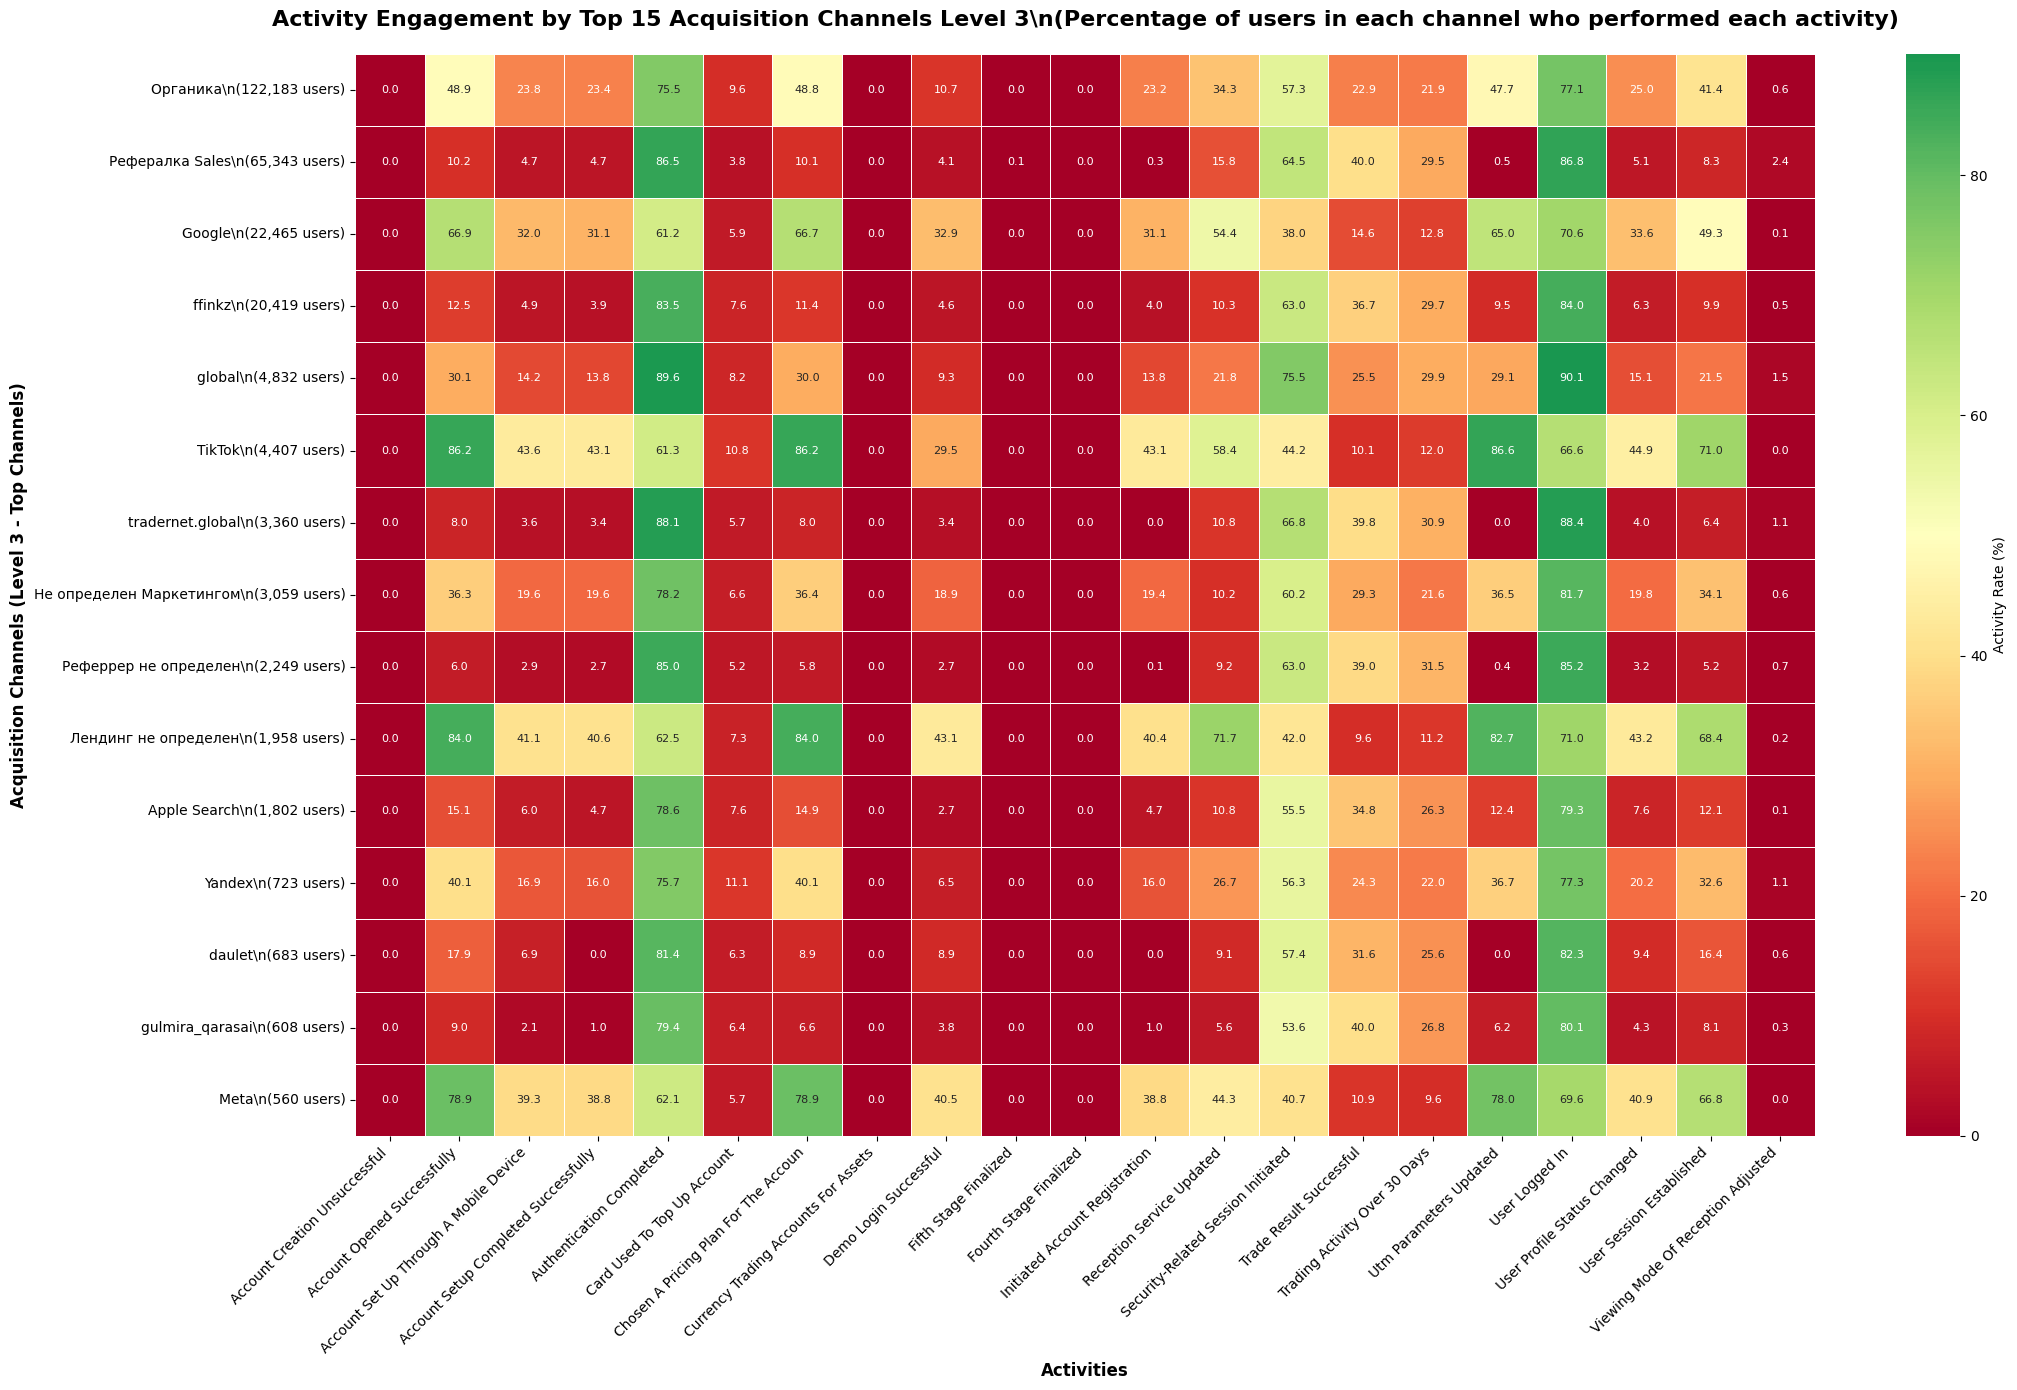 Activity Engagement by Top 15 Acquisition Channels Level 3\n(Percentage of users in each channel who performed each activity)
Acquisition Channels (Level 3 - Top Channels)
Органика\n(122,183 users) 0.0 48.9 23.8 23.4 75.5 9.6 48.8 0.0 10.7 0.0 0.0 23.2 34.3 57.3 22.9 21.9 47.7 77.1 25.0 41.4 0.6
Рефералка Sales\n(65,343 users) 0.0 10.2 4.7 4.7 86.5 3.8 10.1 0.0 4.1 0.1 0.0 0.3 15.8 64.5 40.0 29.5 0.5 86.8 5.1 8.3 2.4
Google\n(22,465 users) 0.0 66.9 32.0 31.1 61.2 5.9 66.7 0.0 32.9 0.0 0.0 31.1 54.4 38.0 14.6 12.8 65.0 70.6 33.6 49.3 0.1
ffinkz\n(20,419 users) 0.0 12.5 4.9 3.9 83.5 7.6 11.4 0.0 4.6 0.0 0.0 4.0 10.3 63.0 36.7 29.7 9.5 84.0 6.3 9.9 0.5
global\n(4,832 users) 0.0 30.1 14.2 13.8 89.6 8.2 30.0 0.0 9.3 0.0 0.0 13.8 21.8 75.5 25.5 29.9 29.1 90.1 15.1 21.5 1.5
TikTok\n(4,407 users) 0.0 86.2 43.6 43.1 61.3 10.8 86.2 0.0 29.5 0.0 0.0 43.1 58.4 44.2 10.1 12.0 86.6 66.6 44.9 71.0 0.0
tradernet.global\n(3,360 users) 0.0 8.0 3.6 3.4 88.1 5.7 8.0 0.0 3.4 0.0 0.0 0.0 10.8 66.8 39.8 30.9 0.0 88.4 4.0 6.4 1.1
Не определен Маркетингом\n(3,059 users) 0.0 36.3 19.6 19.6 78.2 6.6 36.4 0.0 18.9 0.0 0.0 19.4 10.2 60.2 29.3 21.6 36.5 81.7 19.8 34.1 0.6
Реферрер не определен\n(2,249 users) 0.0 6.0 2.9 2.7 85.0 5.2 5.8 0.0 2.7 0.0 0.0 0.1 9.2 63.0 39.0 31.5 0.4 85.2 3.2 5.2 0.7
Лендинг не определен\n(1,958 users) 0.0 84.0 41.1 40.6 62.5 7.3 84.0 0.0 43.1 0.0 0.0 40.4 71.7 42.0 9.6 11.2 82.7 71.0 43.2 68.4 0.2
Apple Search\n(1,802 users) 0.0 15.1 6.0 4.7 78.6 7.6 14.9 0.0 2.7 0.0 0.0 4.7 10.8 55.5 34.8 26.3 12.4 79.3 7.6 12.1 0.1
Yandex\n(723 users) 0.0 40.1 16.9 16.0 75.7 11.1 40.1 0.0 6.5 0.0 0.0 16.0 26.7 56.3 24.3 22.0 36.7 77.3 20.2 32.6 1.1
daulet\n(683 users) 0.0 17.9 6.9 0.0 81.4 6.3 8.9 0.0 8.9 0.0 0.0 0.0 9.1 57.4 31.6 25.6 0.0 82.3 9.4 16.4 0.6
gulmira_qarasai\n(608 users) 0.0 9.0 2.1 1.0 79.4 6.4 6.6 0.0 3.8 0.0 0.0 1.0 5.6 53.6 40.0 26.8 6.2 80.1 4.3 8.1 0.3
Meta\n(560 users) 0.0 78.9 39.3 38.8 62.1 5.7 78.9 0.0 40.5 0.0 0.0 38.8 44.3 40.7 10.9 9.6 78.0 69.6 40.9 66.8 0.0
Account Creation Unsuccessful
Account Opened Successfully
Account Set Up Through A Mobile Device
Account Setup Completed Successfully
Authentication Completed
Card Used To Top Up Account
Chosen A Pricing Plan For The Accoun
Currency Trading Accounts For Assets
Demo Login Successful
Fifth Stage Finalized
Fourth Stage Finalized
Initiated Account Registration
Reception Service Updated
Security-Related Session Initiated
Trade Result Successful
Trading Activity Over 30 Days
Utm Parameters Updated
User Logged In
User Profile Status Changed
User Session Established
Viewing Mode Of Reception Adjusted
Activities
80
60
40
20
0
Activity Rate (%)